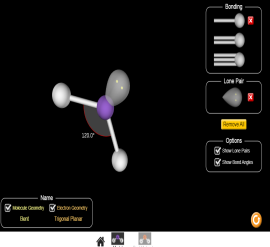 Bonding
Lone Pair
Remove All
Options
Show Lone Pairs
Show Bond Angles
120.0°
Name
Molecule Geometry
Electron Geometry
Bent
Trigonal Planar